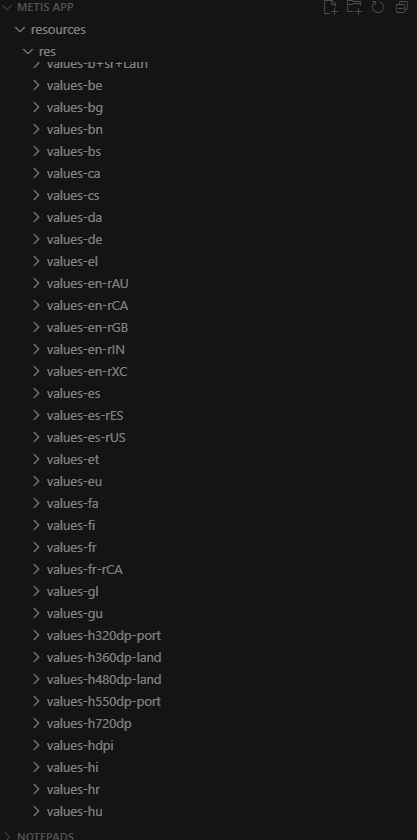 METIS APP
resources
res
values-b+sr+Latn
values-be
values-bg
values-bn
values-bs
values-ca
values-cs
values-da
values-de
values-el
values-en-rAU
values-en-rCA
values-en-rGB
values-en-rIN
values-en-rXC
values-es
values-es-rES
values-es-rUS
values-et
values-eu
values-fa
values-fi
values-fr
values-fr-rCA
values-gl
values-gu
values-h320dp-port
values-h360dp-land
values-h480dp-land
values-h550dp-port
values-h720dp
values-hdpi
values-hi
values-hr
values-hu
NOTEPADS